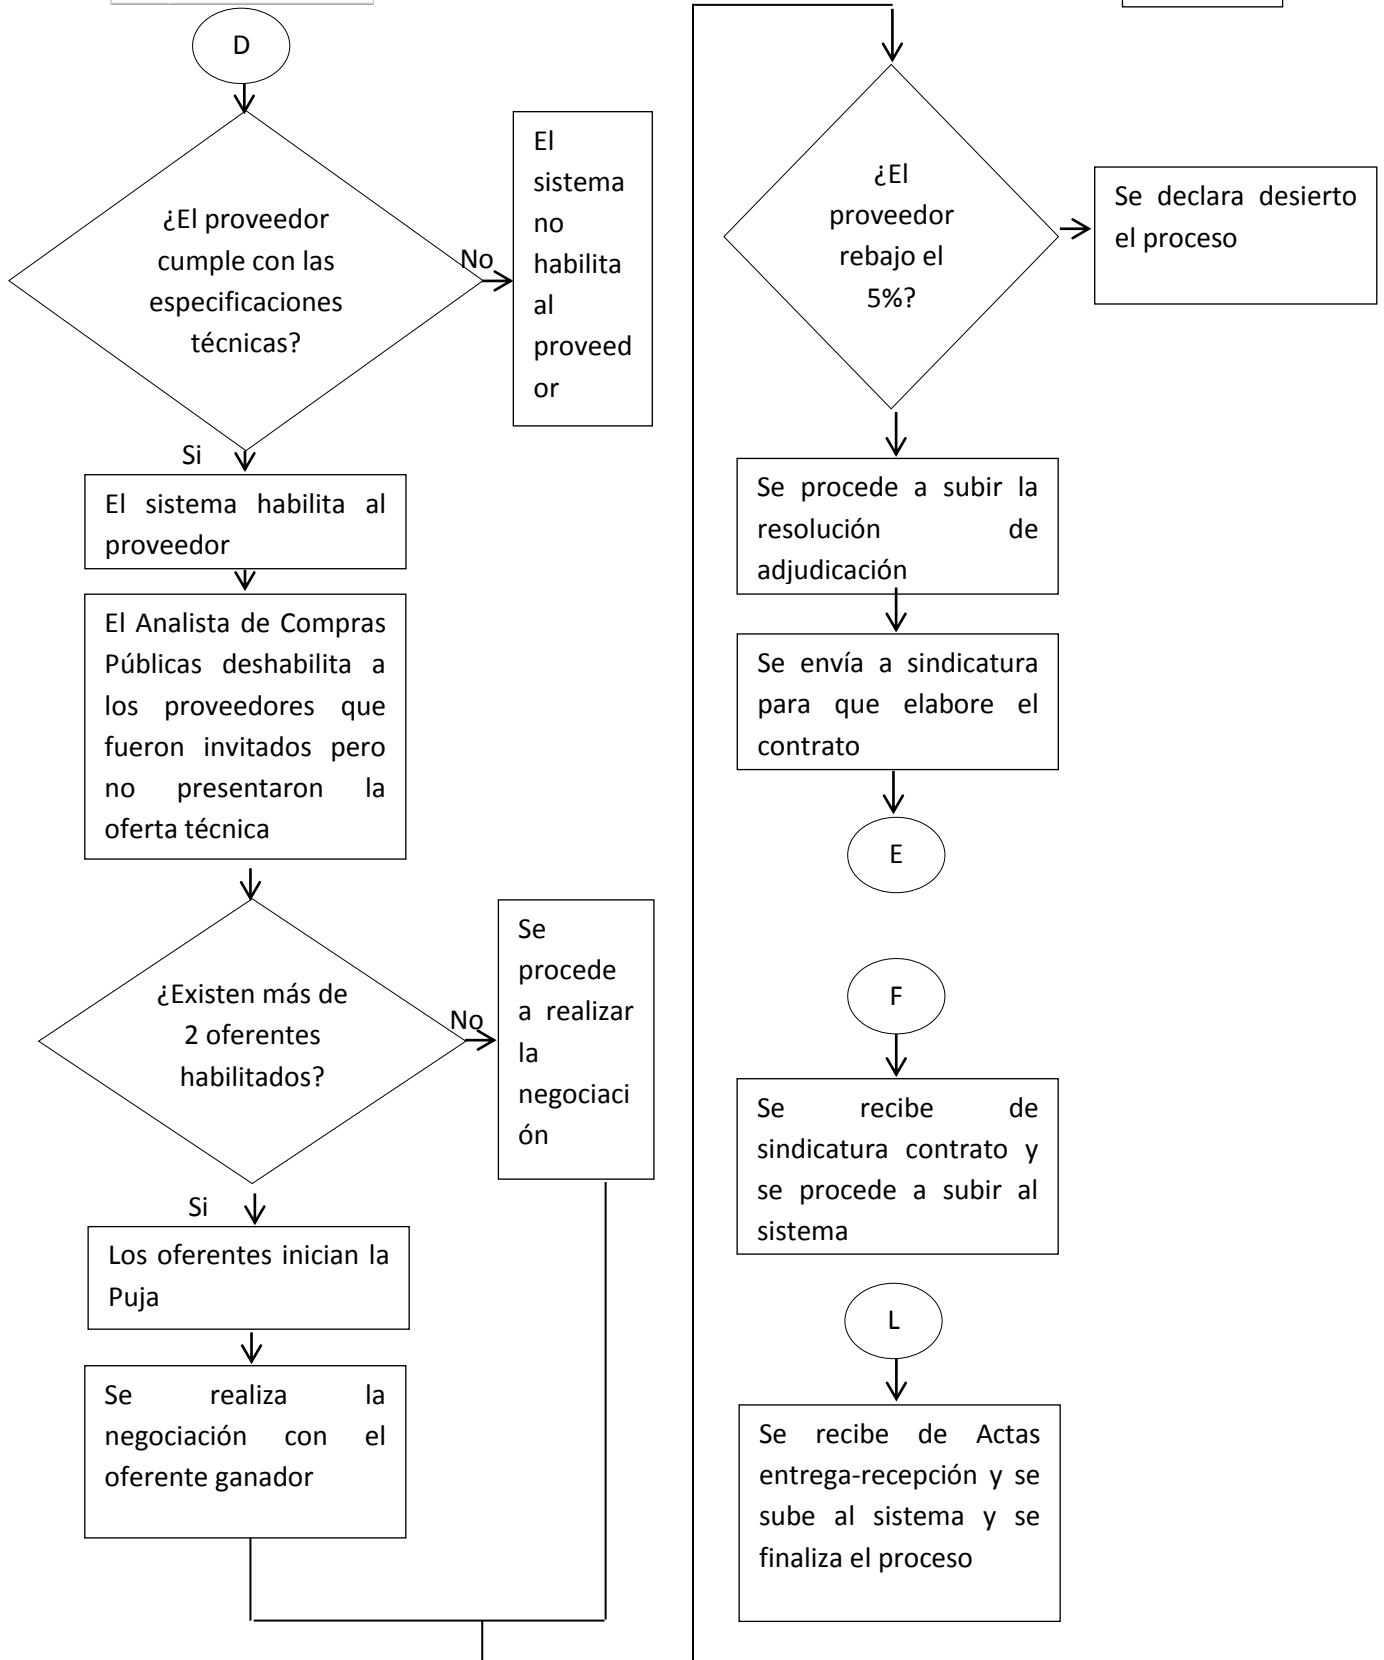 D
¿El proveedor
cumple con las
especificaciones
técnicas?
No
El
sistema
no
habilita
al
proveed
or
Si
El sistema habilita al
proveedor
El Analista de Compras
Públicas deshabilita a
los proveedores que
fueron invitados pero
no presentaron la
oferta técnica
¿Existen más de
2 oferentes
habilitados?
No
Se
procede
a realizar
la
negociaci
ón
Si
Los oferentes inician la
Puja
Se realiza la
negociación con el
oferente ganador
¿El
proveedor
rebajo el
5%?
Se declara desierto
el proceso
Se procede a subir la
resolución de
adjudicación
Se envía a sindicatura
para que elabore el
contrato
E
F
Se recibe de
sindicatura contrato y
se procede a subir al
sistema
L
Se recibe de Actas
entrega-recepción y se
sube al sistema y se
finaliza el proceso